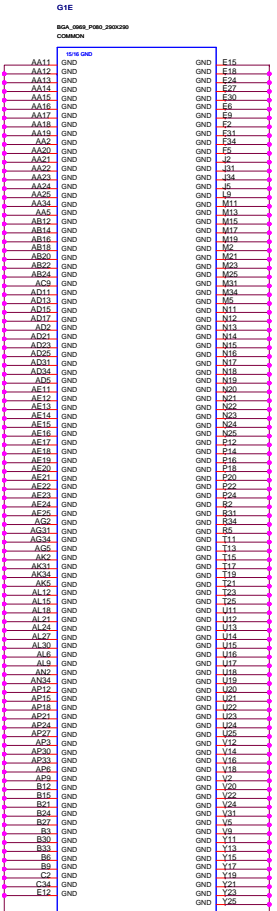 G1E
BGA_0969_P080_290X290
COMMON
15/16 GND
AA11 GND GND E15
AA12 GND GND E18
AA13 GND GND E24
AA14 GND GND E27
AA15 GND GND E30
AA16 GND GND E6
AA17 GND GND E9
AA18 GND GND F2
AA19 GND GND F31
AA2 GND GND F34
AA20 GND GND F5
AA21 GND GND J2
AA22 GND GND J31
AA23 GND GND J34
AA24 GND GND J5
AA25 GND GND L9
AA34 GND GND M11
AA5 GND GND M13
AB12 GND GND M15
AB14 GND GND M17
AB16 GND GND M19
AB18 GND GND M2
AB20 GND GND M21
AB22 GND GND M23
AB24 GND GND M25
AC9 GND GND M31
AD11 GND GND M34
AD13 GND GND M5
AD15 GND GND N11
AD17 GND GND N12
AD2 GND GND N13
AD21 GND GND N14
AD23 GND GND N15
AD25 GND GND N16
AD31 GND GND N17
AD34 GND GND N18
AD5 GND GND N19
AE11 GND GND N20
AE12 GND GND N21
AE13 GND GND N22
AE14 GND GND N23
AE15 GND GND N24
AE16 GND GND N25
AE17 GND GND P12
AE18 GND GND P14
AE19 GND GND P16
AE20 GND GND P18
AE21 GND GND P20
AE22 GND GND P22
AE23 GND GND P24
AE24 GND GND R2
AE25 GND GND R31
AG2 GND GND R34
AG31 GND GND R5
AG34 GND GND T11
AG5 GND GND T13
AK2 GND GND T15
AK31 GND GND T17
AK34 GND GND T19
AK5 GND GND T21
AL12 GND GND T23
AL15 GND GND T25
AL18 GND GND U11
AL21 GND GND U12
AL24 GND GND U13
AL27 GND GND U14
AL30 GND GND U15
AL6 GND GND U16
AL9 GND GND U17
AN2 GND GND U18
AN34 GND GND U19
AP12 GND GND U20
AP15 GND GND U21
AP18 GND GND U22
AP21 GND GND U23
AP24 GND GND U24
AP27 GND GND U25
AP3 GND GND V12
AP30 GND GND V14
AP33 GND GND V16
AP6 GND GND V18
AP9 GND GND V2
B12 GND GND V20
B15 GND GND V22
B21 GND GND V24
B24 GND GND V31
B27 GND GND V5
B3 GND GND V9
B30 GND GND Y11
B33 GND GND Y13
B6 GND GND Y15
B9 GND GND Y17
C2 GND GND Y19
C34 GND GND Y21
E12 GND GND Y23
GND Y25